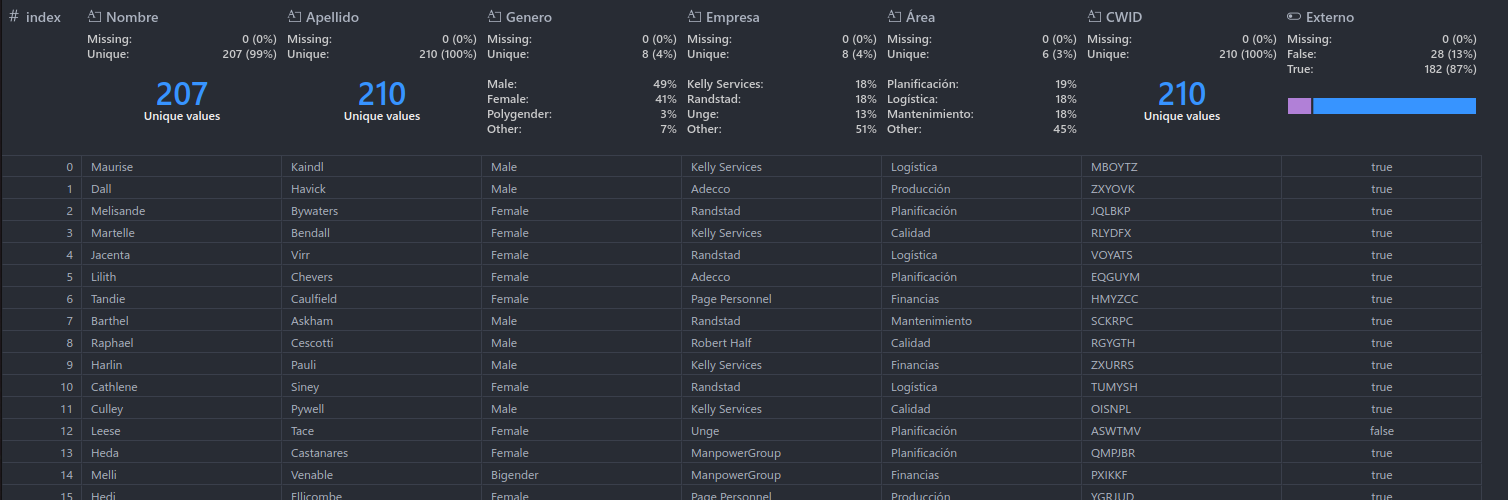 # index Nombre Apellido Genero Empresa Área CWID Externo
Missing: 0 (0%) Missing: 0 (0%) Missing: 0 (0%) Missing: 0 (0%) Missing: 0 (0%) Missing: 0 (0%) Missing: 0 (0%)
Unique: 207 (99%) Unique: 210 (100%) Unique: 8 (4%) Unique: 8 (4%) Unique: 6 (3%) Unique: 210 (100%) False: 28 (13%)
True: 182 (87%)
207 210 Male: 49% Kelly Services: 18% Planificación: 19% 210
Female: 41% Randstad: 18% Logística: 18%
Unique values Unique values Polygender: 3% Unge: 13% Mantenimiento: 18% Unique values
Other: 7% Other: 51% Other: 45%
0 Maurise Kaindl Male Kelly Services Logística MBOYTZ true
1 Dall Havick Male Adecco Producción ZXYOVK true
2 Melisande Bywaters Female Randstad Planificación JQLBKP true
3 Martelle Bendall Female Kelly Services Calidad RLYDFX true
4 Jacenta Virr Female Randstad Logística VOYATS true
5 Lilith Chevers Female Adecco Planificación EQGUYM true
6 Tandie Caulfield Female Page Personnel Financias HMYZCC true
7 Barthel Askham Male Randstad Mantenimiento SCKRPC true
8 Raphael Cescotti Male Robert Half Calidad RGYGTH true
9 Harlin Pauli Male Kelly Services Financias ZXURRS true
10 Cathlene Siney Female Randstad Logística TUMYSH true
11 Culley Pywell Male Kelly Services Calidad OISNPL true
12 Leese Tace Female Unge Planificación ASWTMV false
13 Heda Castanares Female ManpowerGroup Planificación QMPJBR true
14 Melli Venable Bigender ManpowerGroup Financias PXIKKF true
15 Hedi Ellicombe Female Page Personnel Producción YGRJUD true